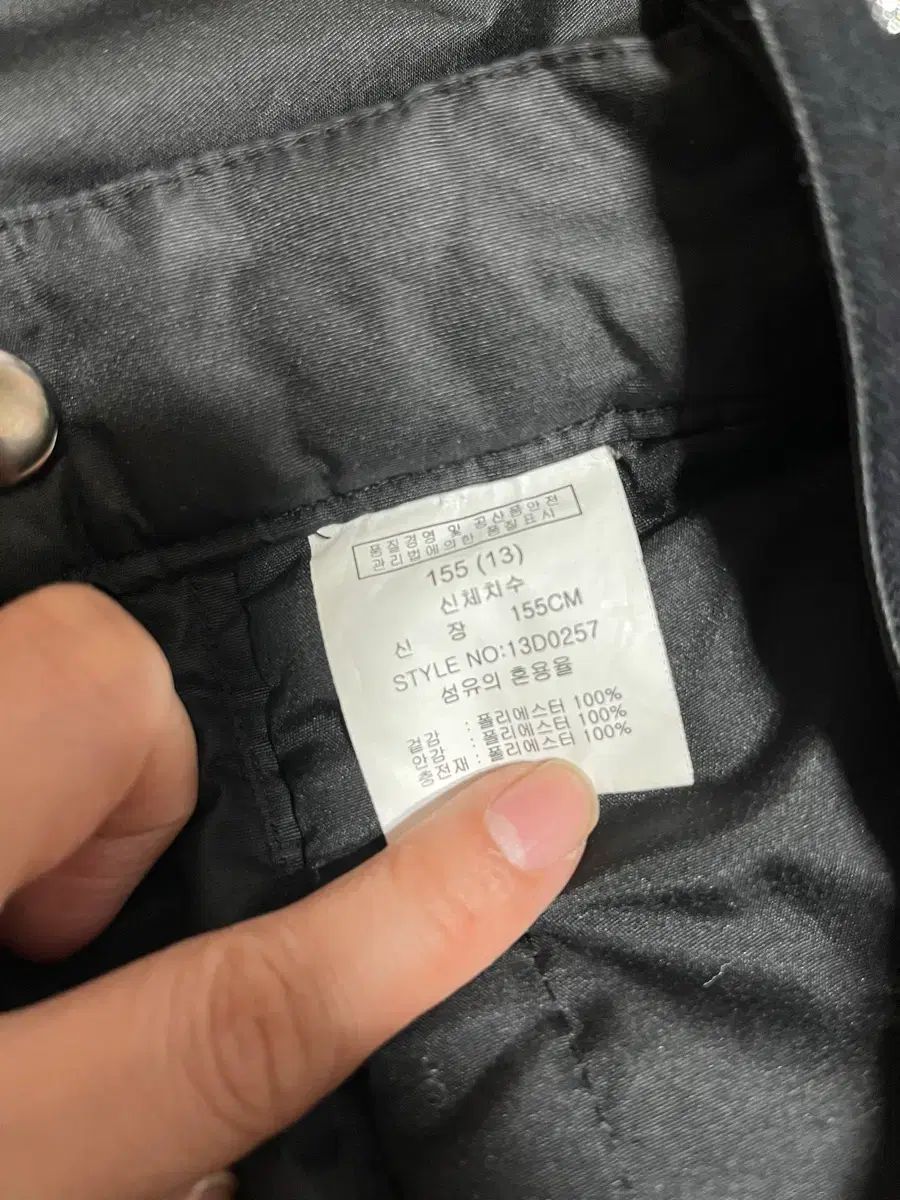 품질경영 및 공산품안전
관리법에의한 품질표시
155 (13)
신체치수
신 장 155CM
STYLE NO:13D0257
섬유의 혼용율
겉감 : 폴리에스터 100%
안감 : 폴리에스터 100%
충전재 : 폴리에스터 100%